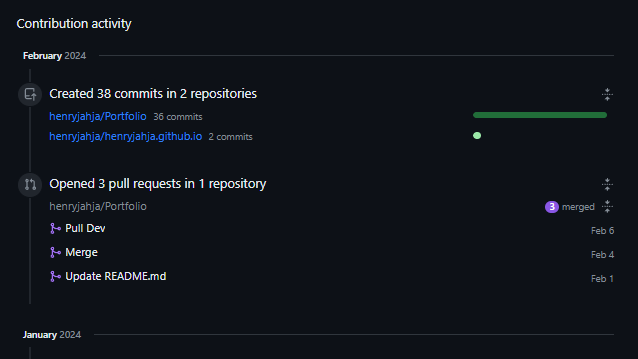 Contribution activity
February 2024
Created 38 commits in 2 repositories
henryjahja/Portfolio 36 commits
henryjahja/henryjahja.github.io 2 commits
Opened 3 pull requests in 1 repository
henryjahja/Portfolio 3 merged
Pull Dev Feb 6
Merge Feb 4
Update README.md Feb 1
January 2024